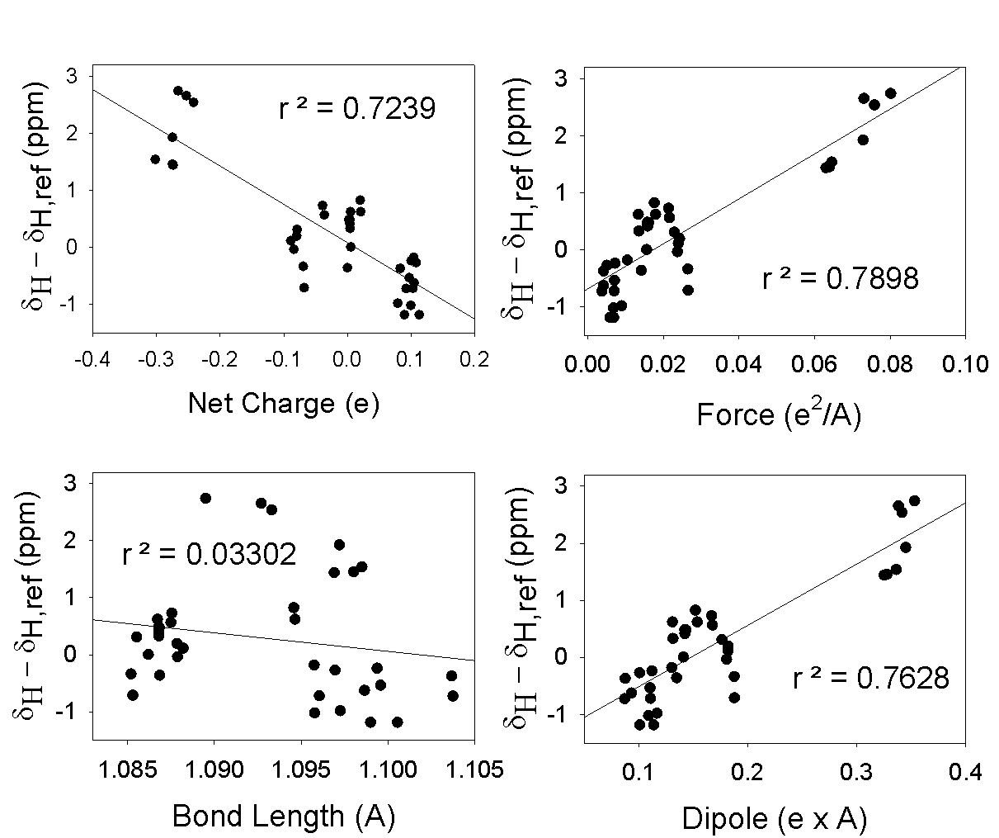 δH − δH,ref (ppm)
3
2
1
0
-1
r ² = 0.7239
-0.4 -0.3 -0.2 -0.1 0.0 0.1 0.2
Net Charge (e)
δH − δH,ref (ppm)
3
2
1
0
-1
r ² = 0.7898
0.00 0.02 0.04 0.06 0.08 0.10
Force (e²/A)
δH − δH,ref (ppm)
3
2
1
0
-1
r ² = 0.03302
1.085 1.090 1.095 1.100 1.105
Bond Length (A)
δH − δH,ref (ppm)
3
2
1
0
-1
r ² = 0.7628
0.1 0.2 0.3 0.4
Dipole (e x A)